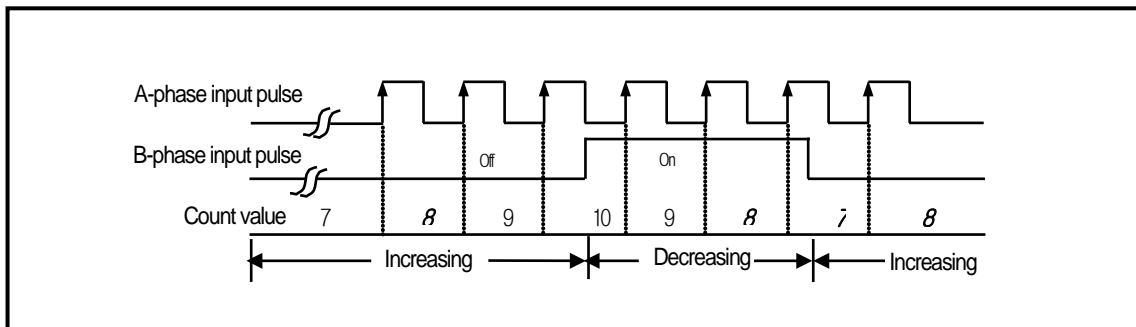 A-phase input pulse
B-phase input pulse Off On
Count value 7 8 9 10 9 8 7 8
Increasing Decreasing Increasing